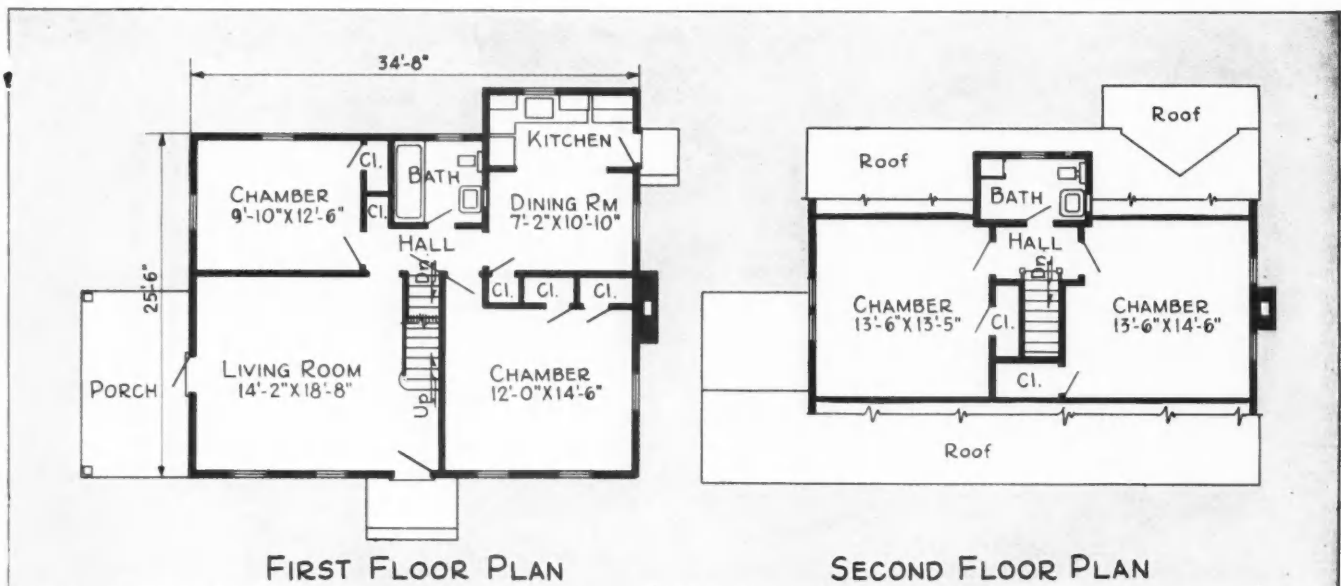 34'-8"
25'-6"
KITCHEN
Cl.
BATH
CHAMBER
9'-10"X12'-6"
Cl.
DINING RM
7'-2"X10'-10"
HALL
Dn.
Cl.
Cl.
Cl.
PORCH
LIVING ROOM
14'-2"X18'-8"
Up
CHAMBER
12'-0"X14'-6"
FIRST FLOOR PLAN
Roof
Roof
BATH
HALL
Dn.
CHAMBER
13'-6"X13'-5"
Cl.
CHAMBER
13'-6"X14'-6"
Cl.
Roof
SECOND FLOOR PLAN